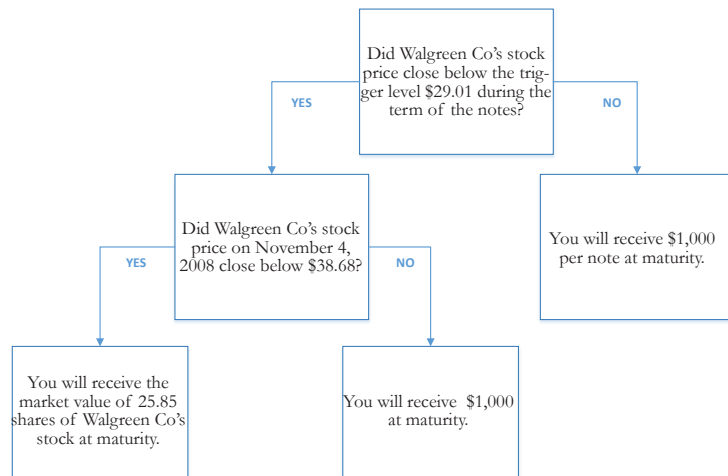 Did Walgreen Co's stock
price close below the trig-
ger level $29.01 during the
term of the notes?
YES
NO
Did Walgreen Co's stock
price on November 4,
2008 close below $38.68?
You will receive $1,000
per note at maturity.
YES
NO
You will receive the
market value of 25.85
shares of Walgreen Co's
stock at maturity.
You will receive $1,000
at maturity.